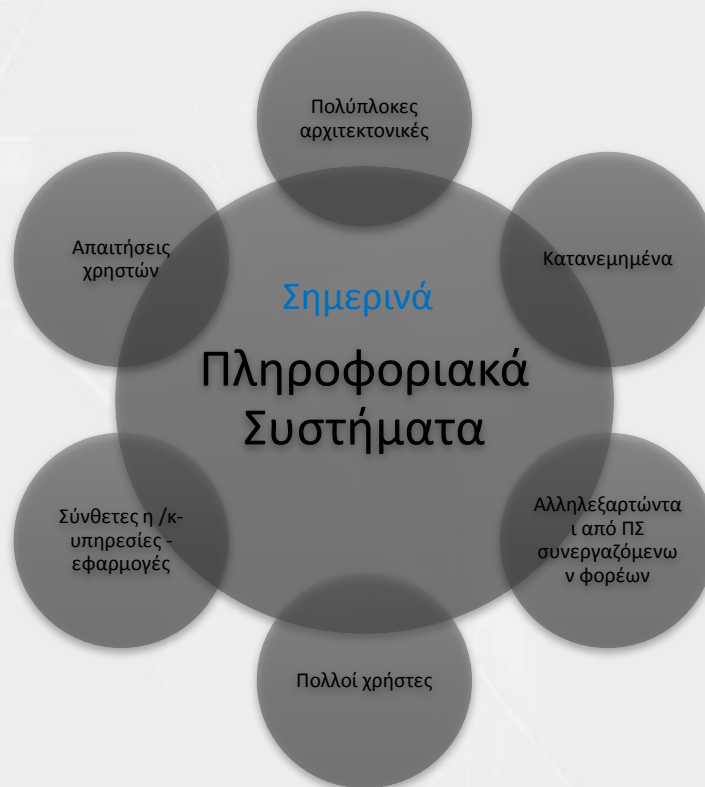 Πολύπλοκες
αρχιτεκτονικές
Απαιτήσεις
χρηστών
Κατανεμημένα
Σημερινά
Πληροφοριακά
Συστήματα
Σύνθετες η /κ-
υπηρεσίες -
εφαρμογές
Αλληλεξαρτώντα
ι από ΠΣ
συνεργαζόμενω
ν φορέων
Πολλοί χρήστες